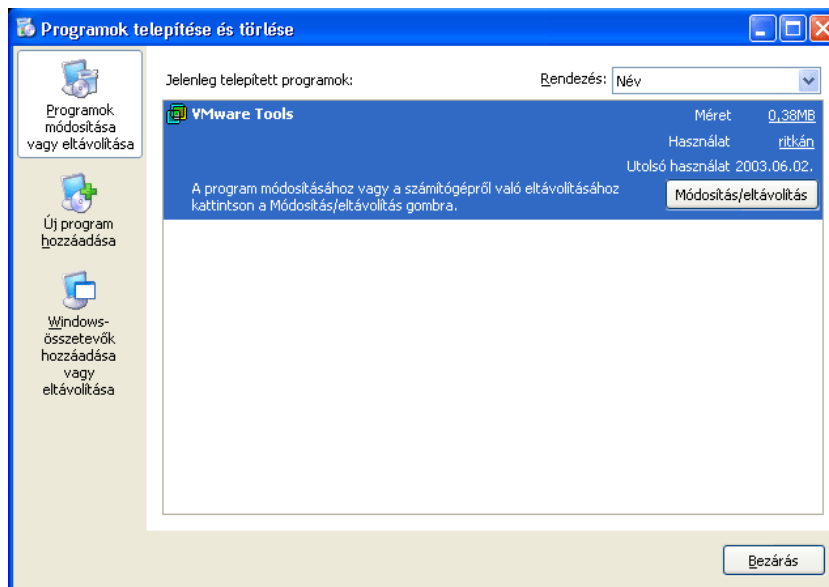 Programok telepítése és törlése
Programok
módosítása
vagy eltávolítása
Új program
hozzáadása
Windows-
összetevők
hozzáadása
vagy
eltávolítása
Jelenleg telepített programok:
Rendezés: Név
VMware Tools
Méret 0,38MB
Használat ritkán
Utolsó használat 2003.06.02.
A program módosításához vagy a számítógépről való eltávolításához
kattintson a Módosítás/eltávolítás gombra.
Módosítás/eltávolítás
Bezárás